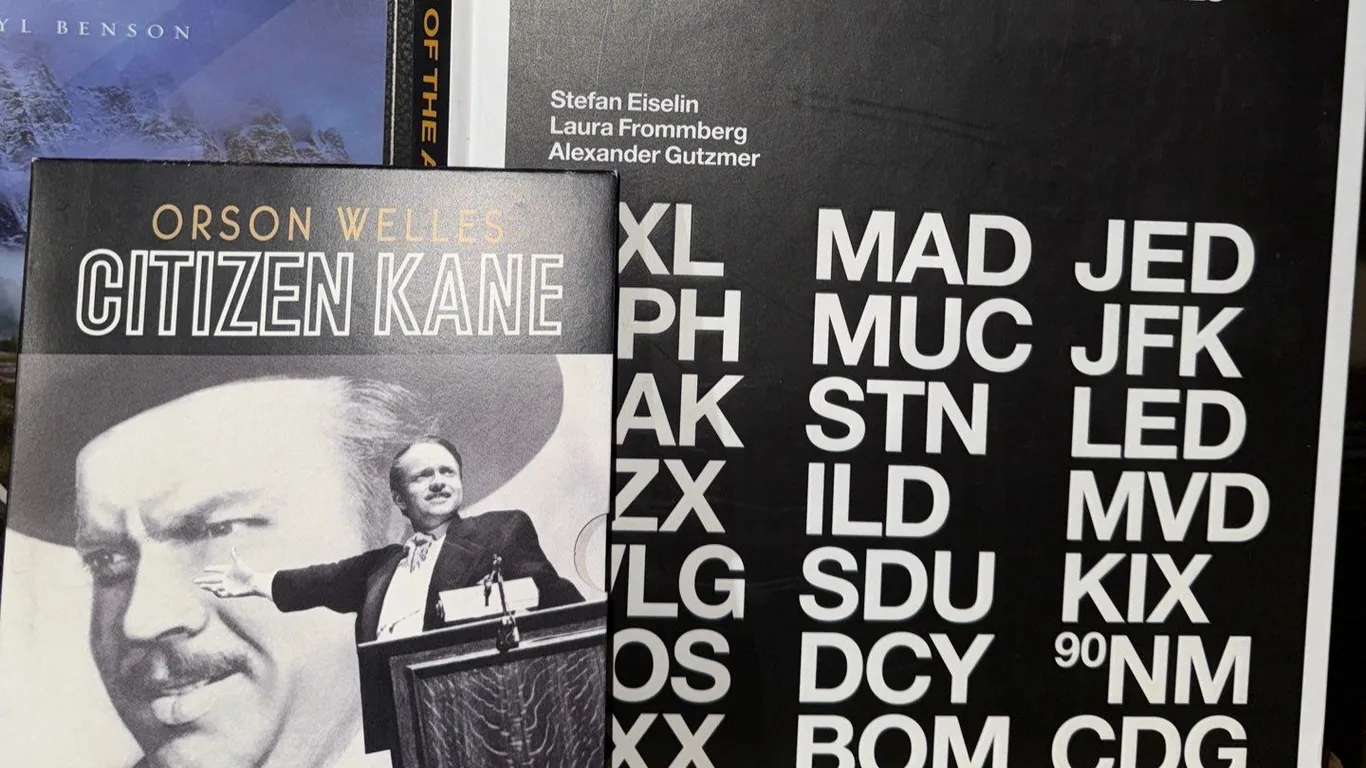 YL BENSON
OF THE A
Stefan Eiselin
Laura Frommberg
Alexander Gutzmer
ORSON WELLES
CITIZEN KANE
XL MAD JED
PH MUC JFK
AK STN LED
ZX ILD MVD
LG SDU KIX
OS DCY 90NM
XX BOM CDG